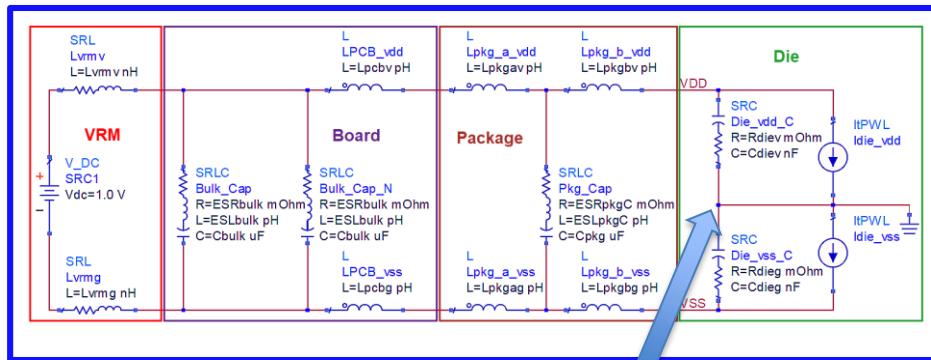 SRL
Lvrmv
L=Lvrmv nH
VRM
V_DC
SRC1
Vdc=1.0 V
+
−
SRL
Lvrmg
L=Lvrmg nH
L
LPCB_vdd
L=Lpcbv pH
Board
SRLC
Bulk_Cap
R=ESRbulk mOhm
L=ESLbulk pH
C=Cbulk uF
SRLC
Bulk_Cap_N
R=ESRbulk mOhm
L=ESLbulk pH
C=Cbulk uF
L
LPCB_vss
L=Lpcbg pH
L
Lpkg_a_vdd
L=Lpkgav pH
L
Lpkg_b_vdd
L=Lpkgbv pH
Package
SRLC
Pkg_Cap
R=ESRpkgC mOhm
L=ESLpkgC pH
C=Cpkg uF
L
Lpkg_a_vss
L=Lpkgag pH
L
Lpkg_b_vss
L=Lpkgbg pH
Die
VDD
SRC
Die_vdd_C
R=Rdiev mOhm
C=Cdiev nF
ItPWL
Idie_vdd
SRC
Die_vss_C
R=Rdieg mOhm
C=Cdieg nF
ItPWL
Idie_vss
VSS